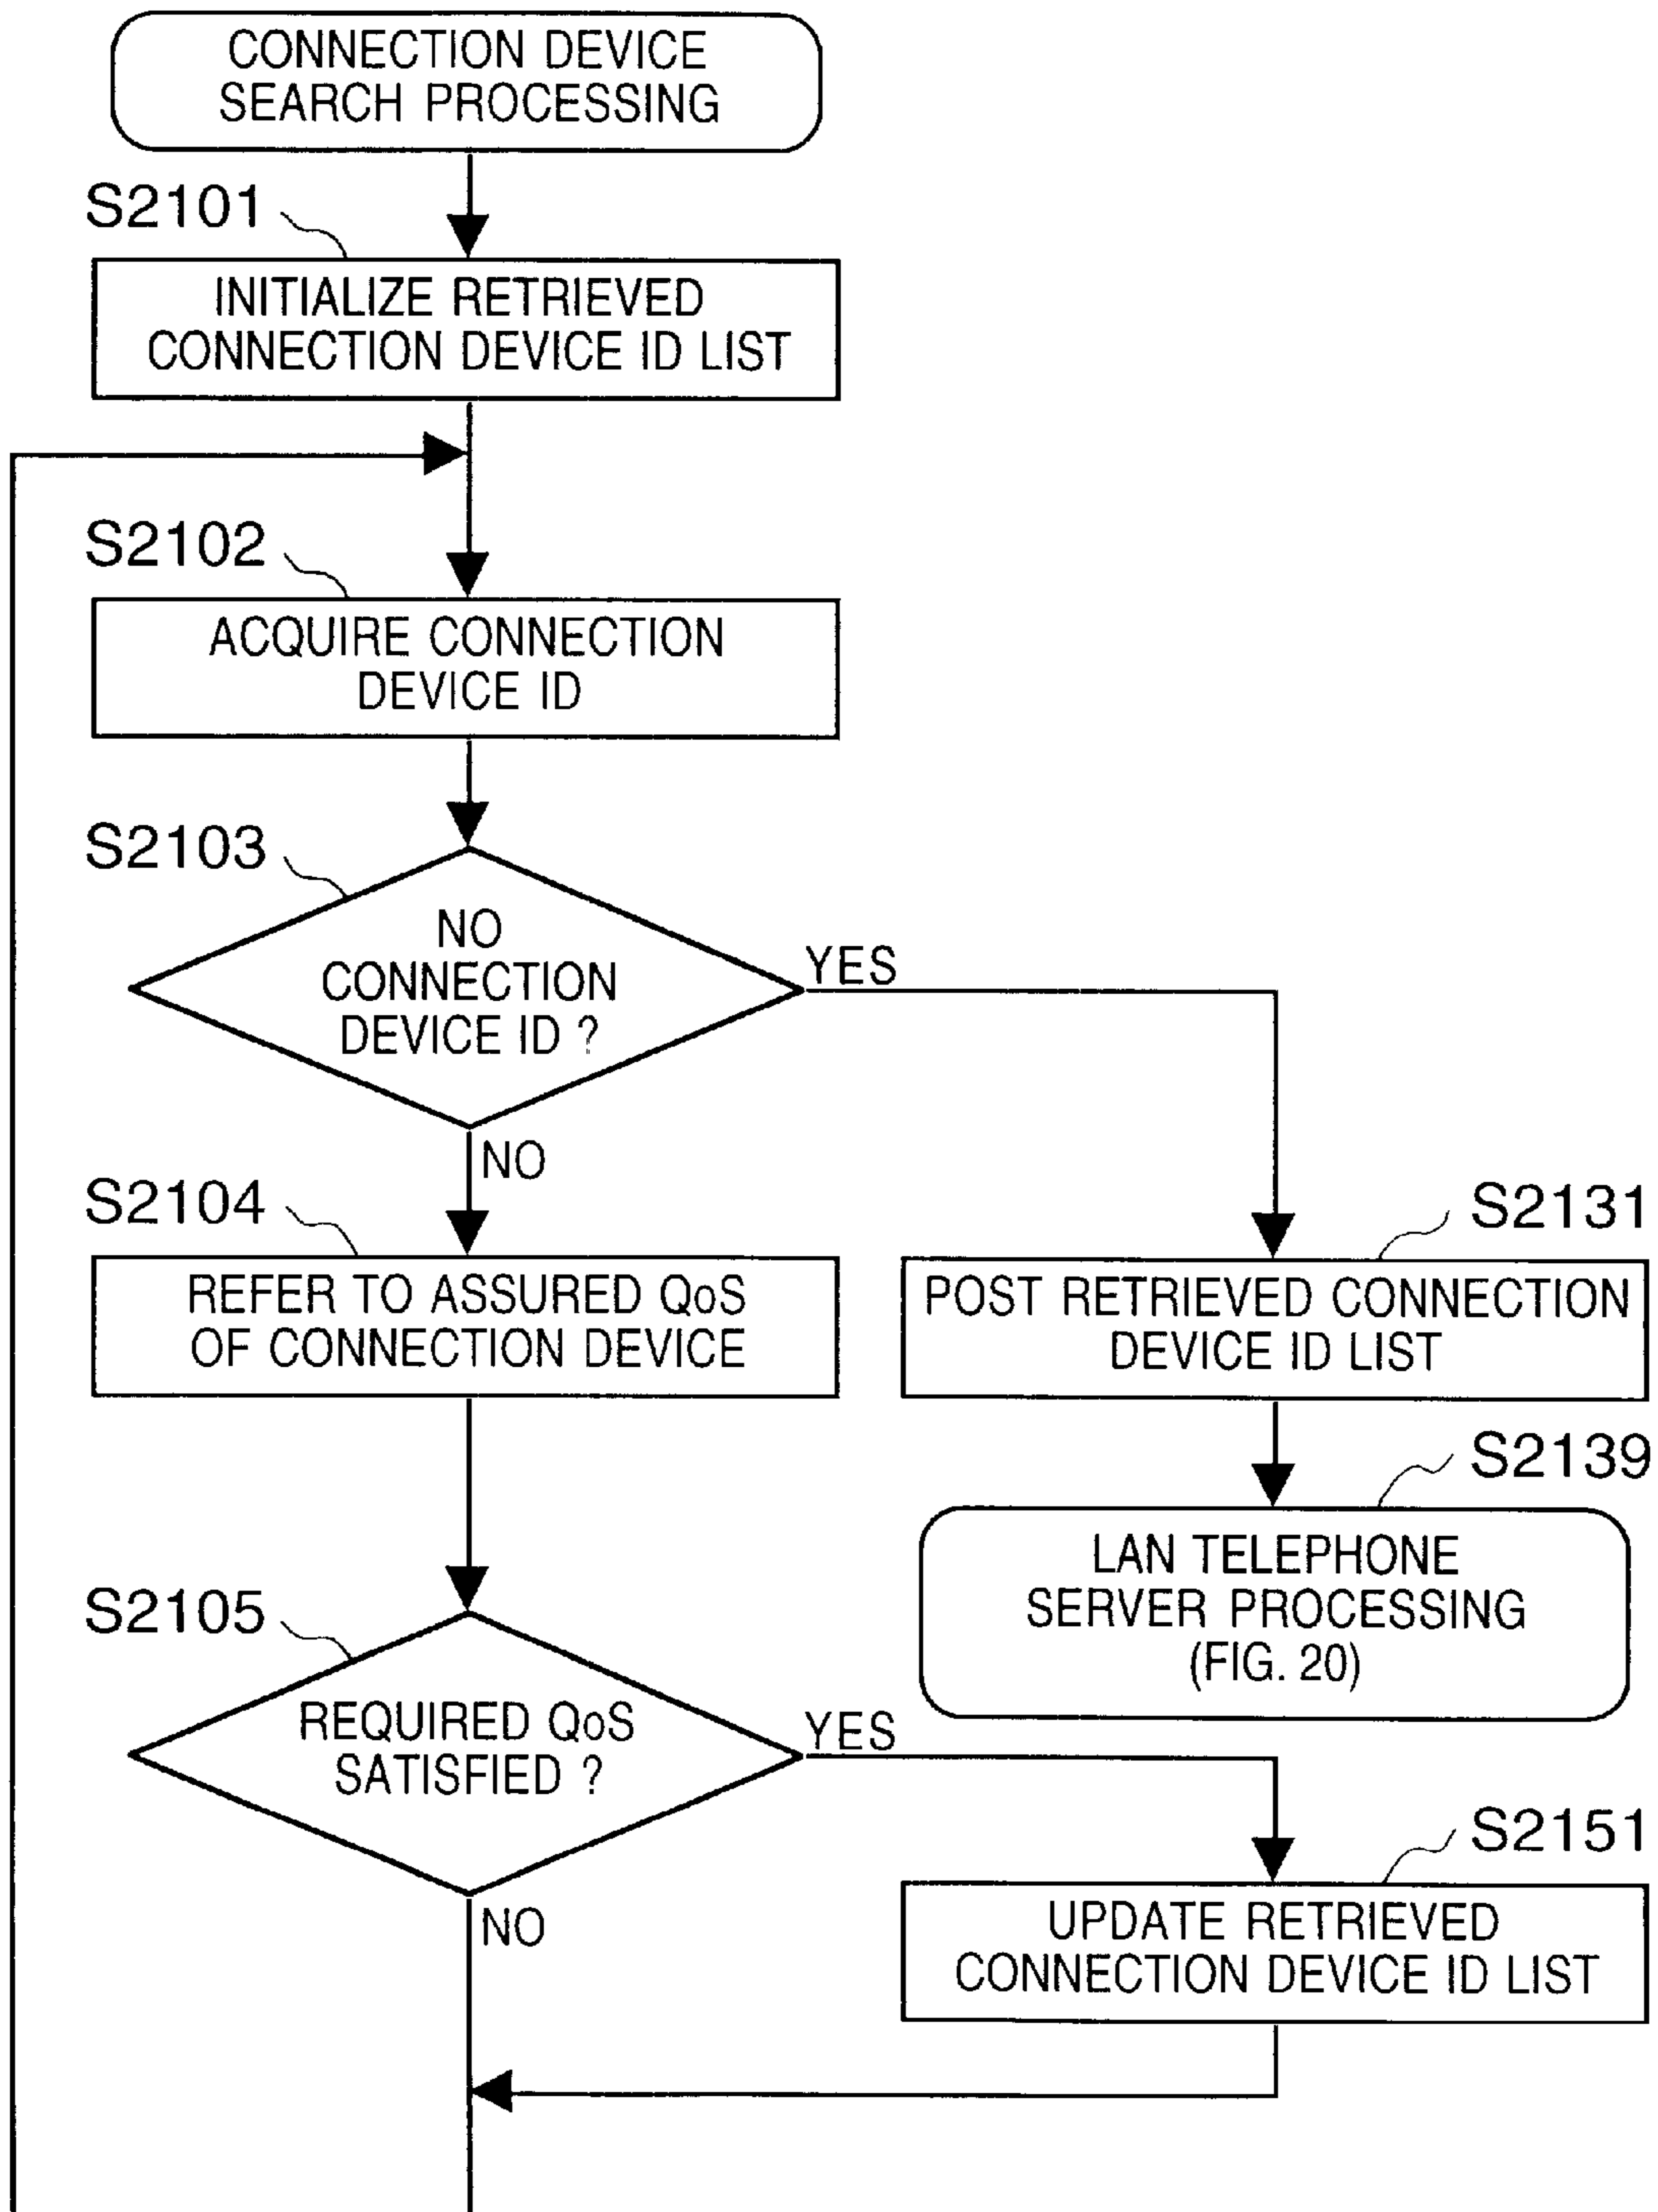 CONNECTION DEVICE
SEARCH PROCESSING
S2101
INITIALIZE RETRIEVED
CONNECTION DEVICE ID LIST
S2102
ACQUIRE CONNECTION
DEVICE ID
S2103
NO
CONNECTION
DEVICE ID ?
YES
NO
S2104
REFER TO ASSURED QoS
OF CONNECTION DEVICE
S2131
POST RETRIEVED CONNECTION
DEVICE ID LIST
S2139
LAN TELEPHONE
SERVER PROCESSING
(FIG. 20)
S2105
REQUIRED QoS
SATISFIED ?
YES
NO
S2151
UPDATE RETRIEVED
CONNECTION DEVICE ID LIST